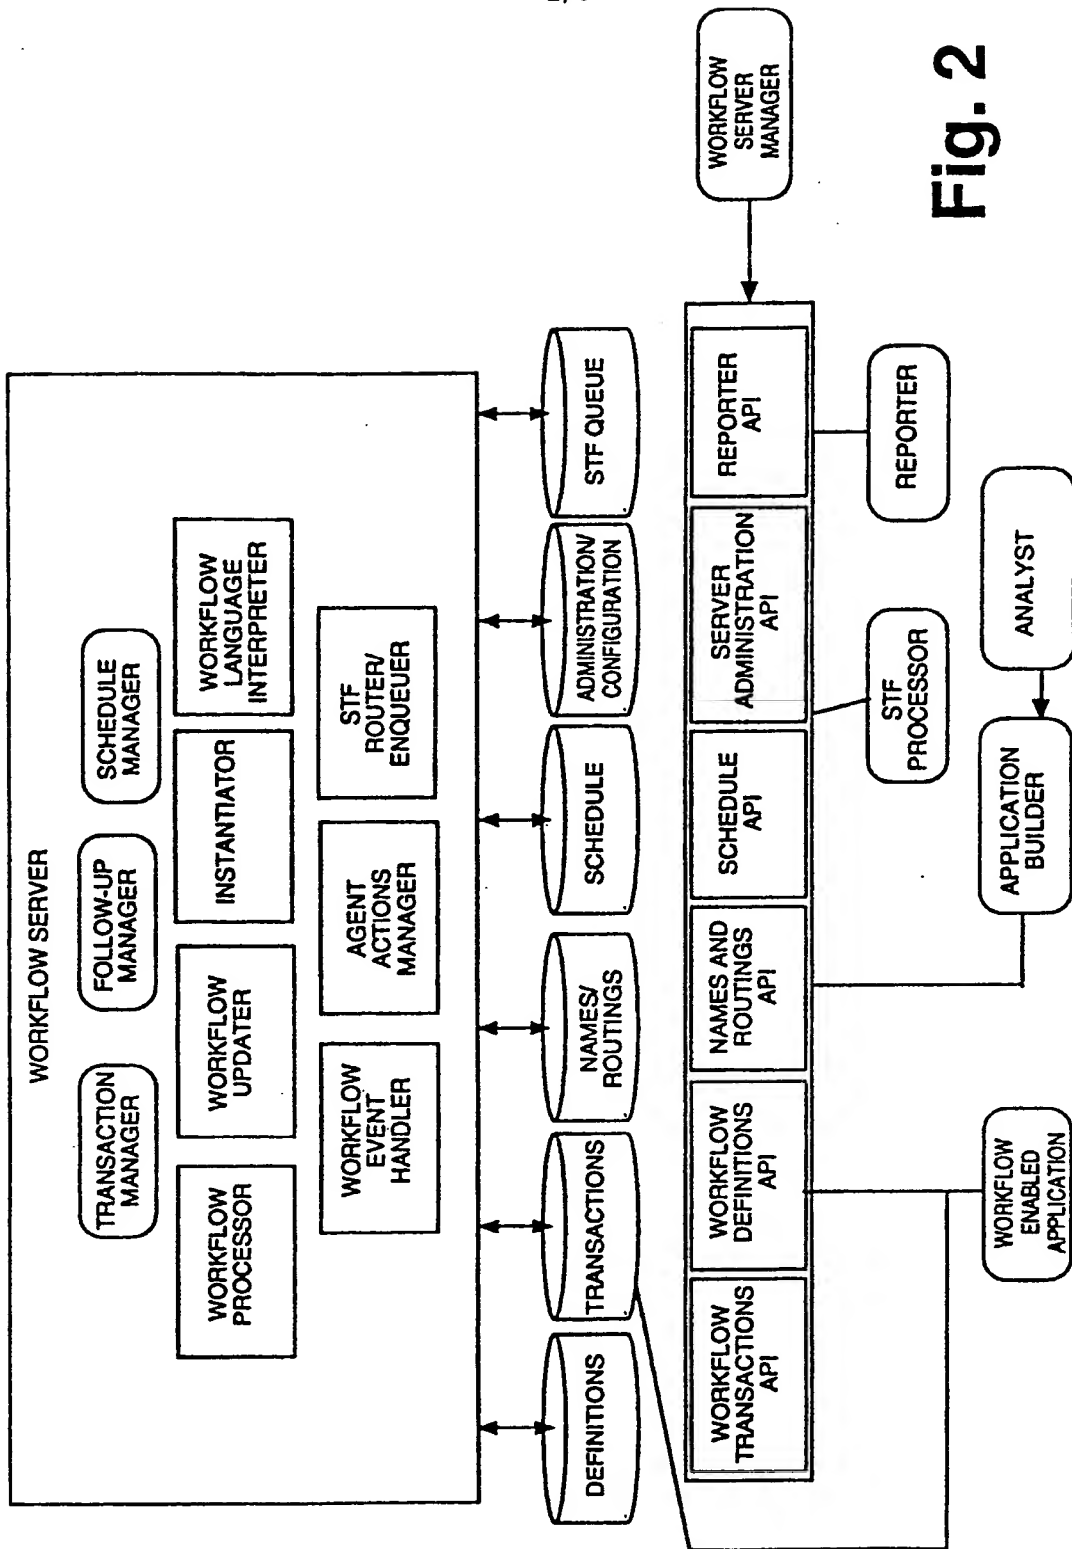 WORKFLOW SERVER
TRANSACTION
MANAGER
FOLLOW-UP
MANAGER
SCHEDULE
MANAGER
WORKFLOW
PROCESSOR
WORKFLOW
UPDATER
INSTANTIATOR
WORKFLOW
LANGUAGE
INTERPRETER
WORKFLOW
EVENT
HANDLER
AGENT
ACTIONS
MANAGER
STF
ROUTER/
ENQUEUER
DEFINITIONS
TRANSACTIONS
NAMES/
ROUTINGS
SCHEDULE
ADMINISTRATION/
CONFIGURATION
STF QUEUE
WORKFLOW
TRANSACTIONS
API
WORKFLOW
DEFINITIONS
API
NAMES AND
ROUTINGS
API
SCHEDULE
API
SERVER
ADMINISTRATION
API
REPORTER
API
WORKFLOW
SERVER
MANAGER
WORKFLOW
ENABLED
APPLICATION
APPLICATION
BUILDER
ANALYST
STF
PROCESSOR
REPORTER
Fig. 2